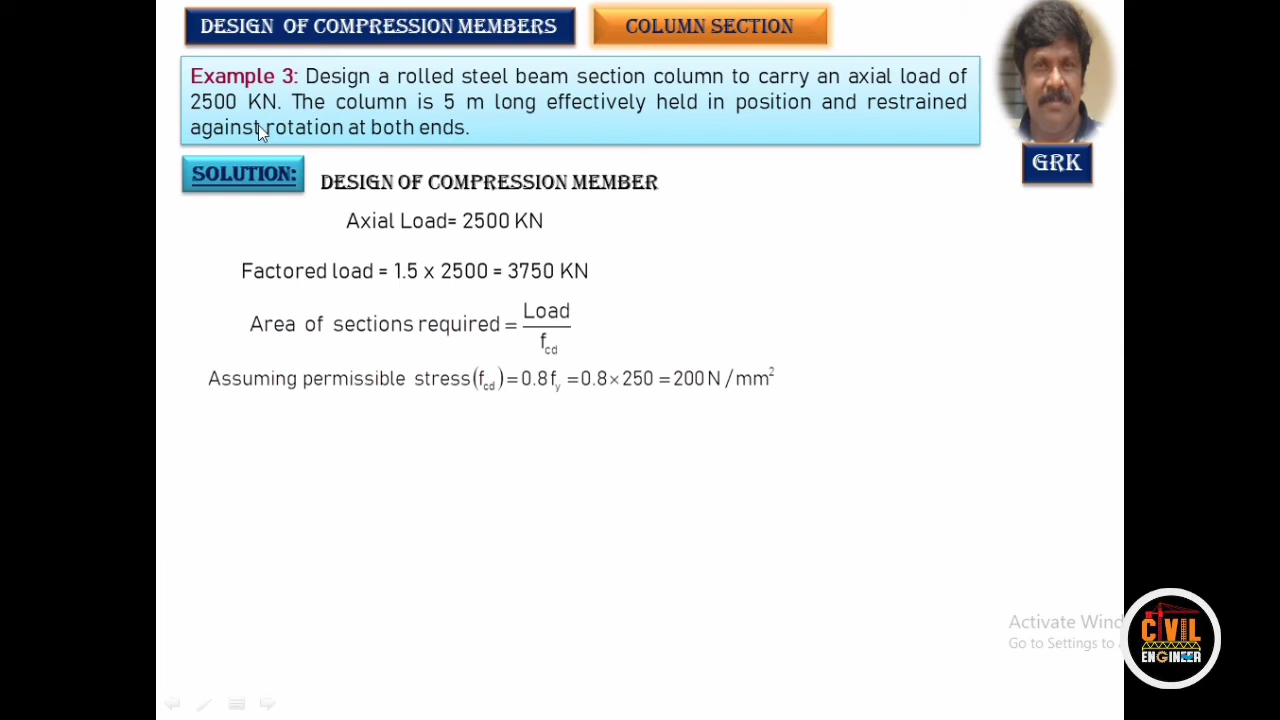 DESIGN OF COMPRESSION MEMBERS
COLUMN SECTION
Example 3: Design a rolled steel beam section column to carry an axial load of
2500 KN. The column is 5 m long effectively held in position and restrained
against rotation at both ends.
GRK
SOLUTION:
DESIGN OF COMPRESSION MEMBER
Axial Load= 2500 KN
Factored load = 1.5 x 2500 = 3750 KN
Area of sections required = Load / fcd
Assuming permissible stress (fcd) = 0.8 fy = 0.8 × 250 = 200 N / mm²
Activate Wind
Go to Settings to
CIVIL
ENGINEER